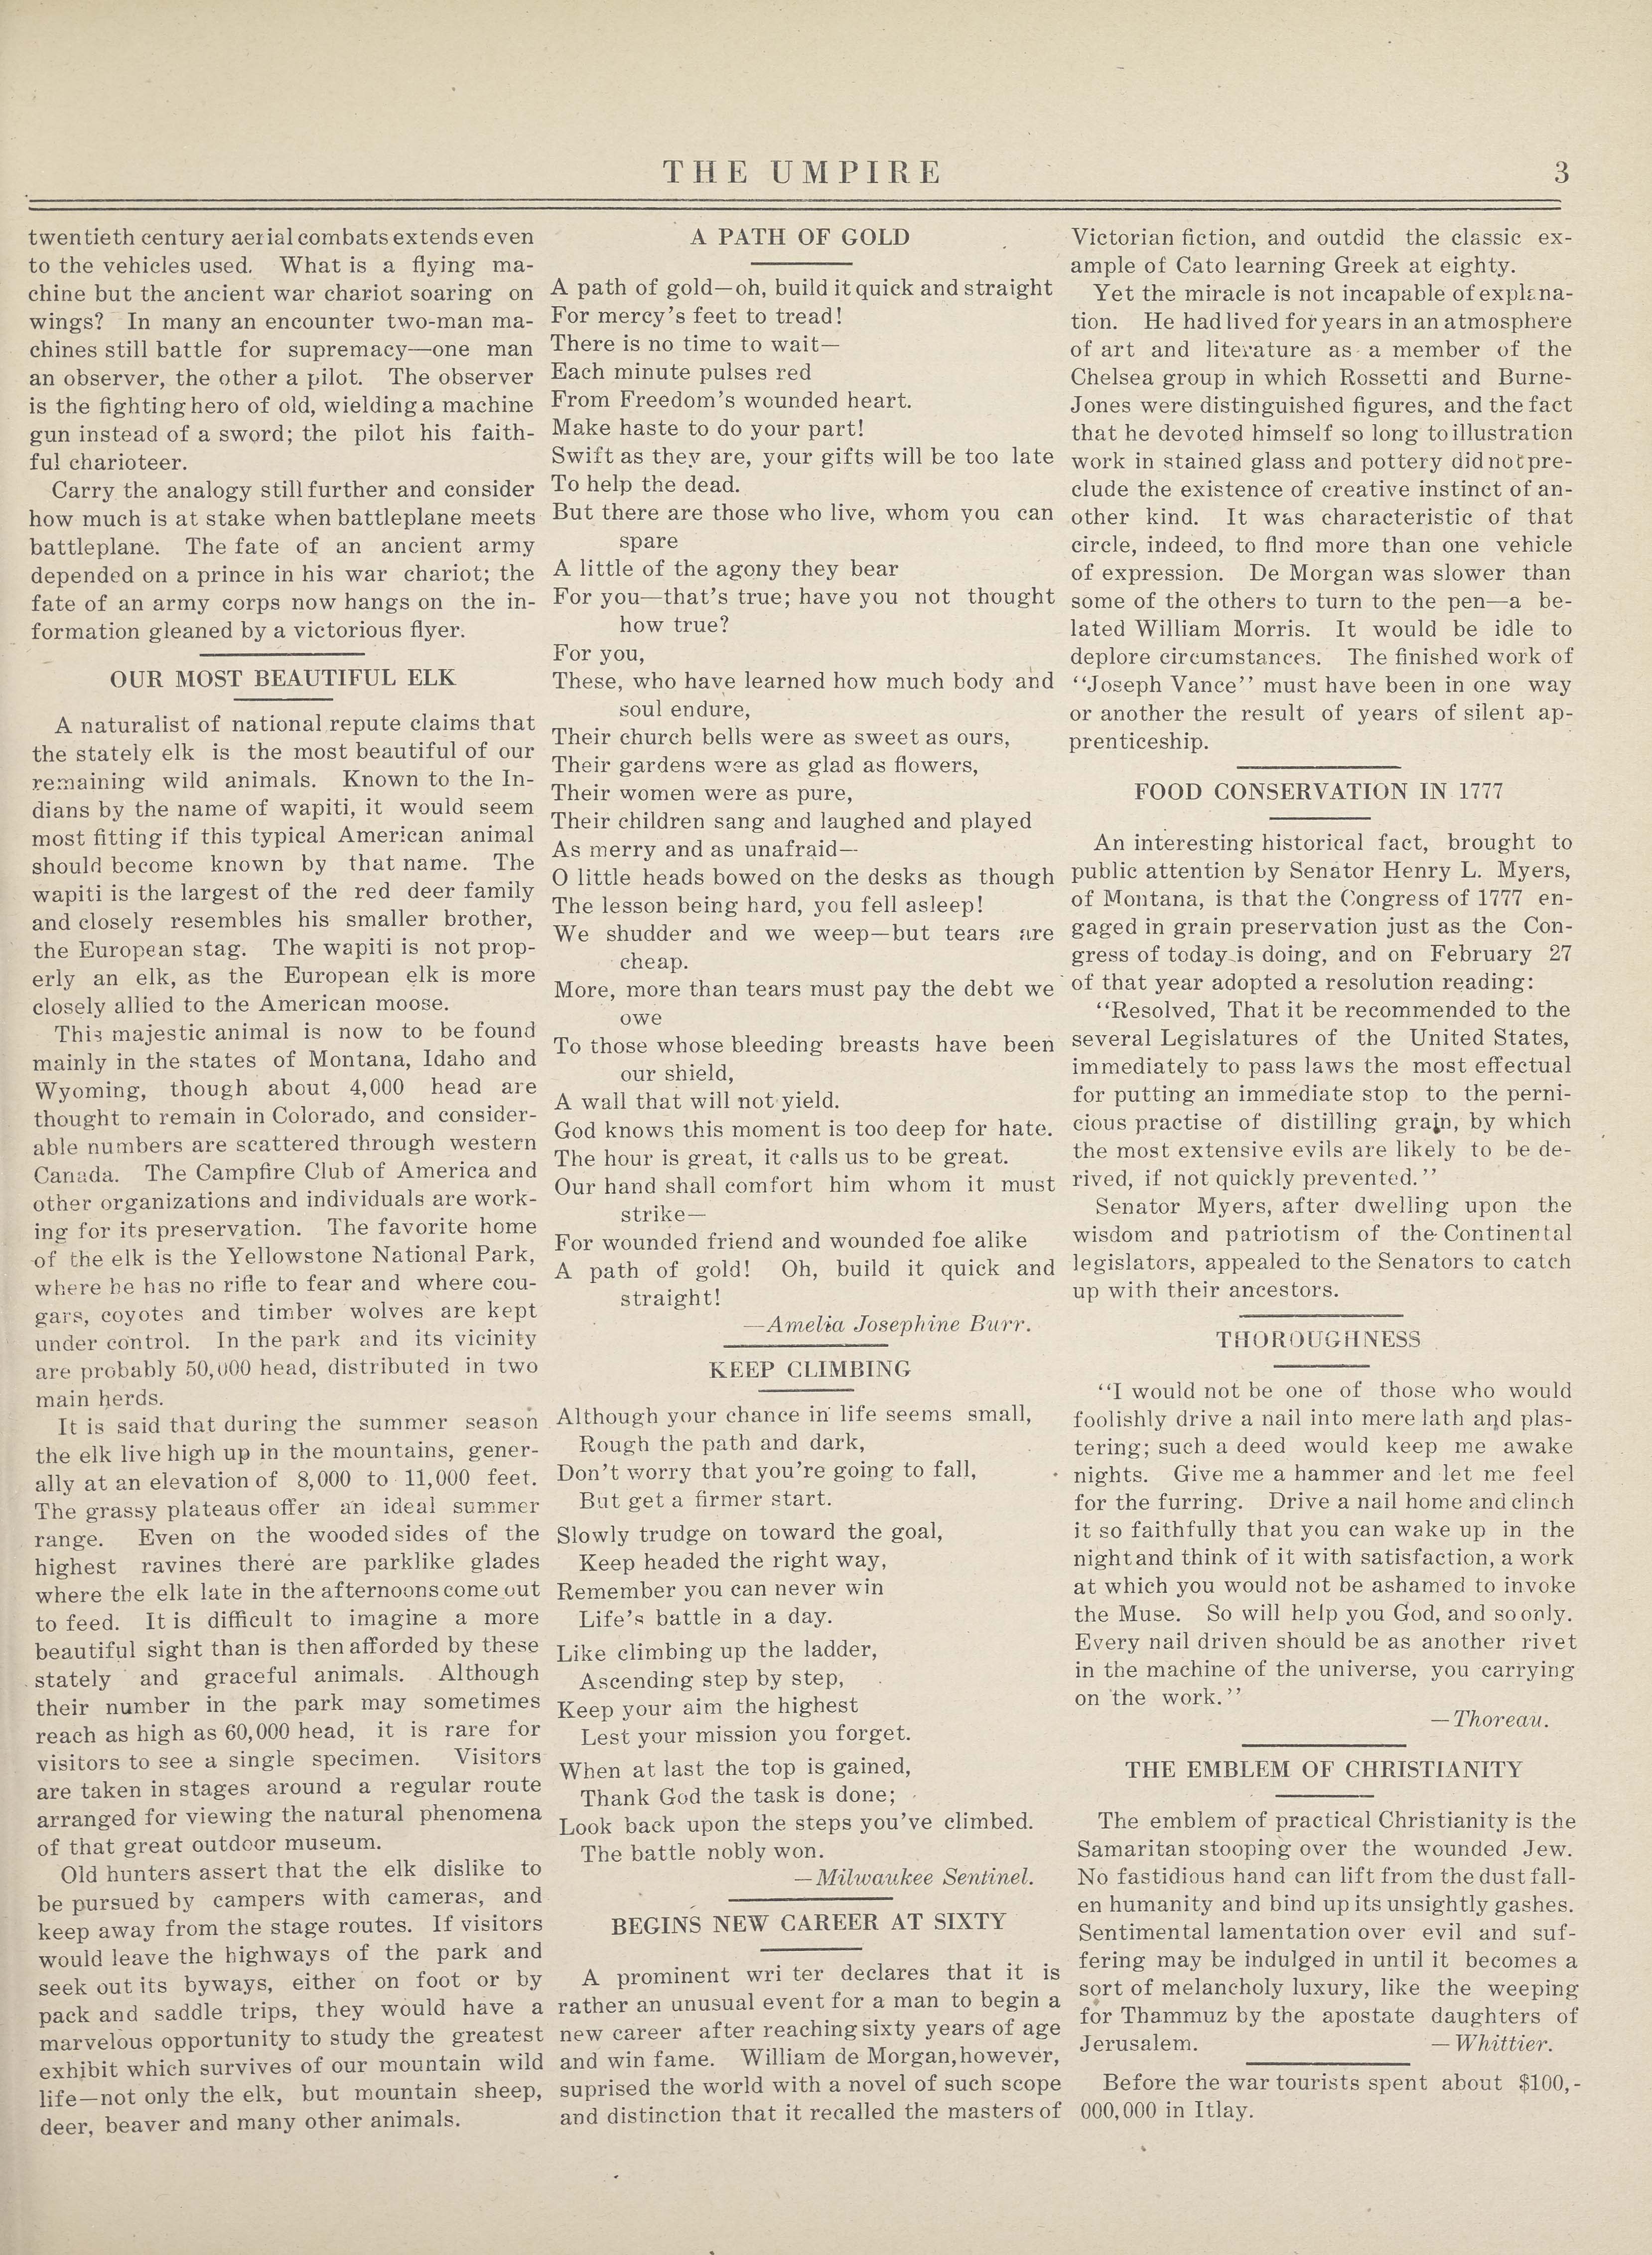 THE UMPIRE
3
twentieth century aerial combats extends even
to the vehicles used. What is a flying ma-
chine but the ancient war chariot soaring on
wings? In many an encounter two-man ma-
chines still battle for supremacy—one man
an observer, the other a pilot. The observer
is the fighting hero of old, wielding a machine
gun instead of a sword; the pilot his faith-
ful charioteer.
Carry the analogy still further and consider
how much is at stake when battleplane meets
battleplane. The fate of an ancient army
depended on a prince in his war chariot; the
fate of an army corps now hangs on the in-
formation gleaned by a victorious flyer.
OUR MOST BEAUTIFUL ELK
A naturalist of national repute claims that
the stately elk is the most beautiful of our
remaining wild animals. Known to the In-
dians by the name of wapiti, it would seem
most fitting if this typical American animal
should become known by that name. The
wapiti is the largest of the red deer family
and closely resembles his smaller brother,
the European stag. The wapiti is not prop-
erly an elk, as the European elk is more
closely allied to the American moose.
This majestic animal is now to be found
mainly in the states of Montana, Idaho and
Wyoming, though about 4,000 head are
thought to remain in Colorado, and consider-
able numbers are scattered through western
Canada. The Campfire Club of America and
other organizations and individuals are work-
ing for its preservation. The favorite home
of the elk is the Yellowstone National Park,
where he has no rifle to fear and where cou-
gars, coyotes and timber wolves are kept
under control. In the park and its vicinity
are probably 50,000 head, distributed in two
main herds.
It is said that during the summer season
the elk live high up in the mountains, gener-
ally at an elevation of 8,000 to 11,000 feet.
The grassy plateaus offer an ideal summer
range. Even on the wooded sides of the
highest ravines there are parklike glades
where the elk late in the afternoons come out
to feed. It is difficult to imagine a more
beautiful sight than is then afforded by these
stately and graceful animals. Although
their number in the park may sometimes
reach as high as 60,000 head, it is rare for
visitors to see a single specimen. Visitors
are taken in stages around a regular route
arranged for viewing the natural phenomena
of that great outdoor museum.
Old hunters assert that the elk dislike to
be pursued by campers with cameras, and
keep away from the stage routes. If visitors
would leave the highways of the park and
seek out its byways, either on foot or by
pack and saddle trips, they would have a
marvelous opportunity to study the greatest
exhibit which survives of our mountain wild
life—not only the elk, but mountain sheep,
deer, beaver and many other animals.
A PATH OF GOLD
A path of gold—oh, build it quick and straight
For mercy's feet to tread!
There is no time to wait—
Each minute pulses red
From Freedom's wounded heart.
Make haste to do your part!
Swift as they are, your gifts will be too late
To help the dead.
But there are those who live, whom you can
spare
A little of the agony they bear
For you—that's true; have you not thought
how true?
For you,
These, who have learned how much body and
soul endure,
Their church bells were as sweet as ours,
Their gardens were as glad as flowers,
Their women were as pure,
Their children sang and laughed and played
As merry and as unafraid—
O little heads bowed on the desks as though
The lesson being hard, you fell asleep!
We shudder and we weep—but tears are
cheap.
More, more than tears must pay the debt we
owe
To those whose bleeding breasts have been
our shield,
A wall that will not yield.
God knows this moment is too deep for hate.
The hour is great, it calls us to be great.
Our hand shall comfort him whom it must
strike—
For wounded friend and wounded foe alike
A path of gold! Oh, build it quick and
straight!
—Amelia Josephine Burr.
KEEP CLIMBING
Although your chance in life seems small,
Rough the path and dark,
Don't worry that you're going to fall,
But get a firmer start.
Slowly trudge on toward the goal,
Keep headed the right way,
Remember you can never win
Life's battle in a day.
Like climbing up the ladder,
Ascending step by step,
Keep your aim the highest
Lest your mission you forget.
When at last the top is gained,
Thank God the task is done;
Look back upon the steps you've climbed.
The battle nobly won.
—Milwaukee Sentinel.
BEGINS NEW CAREER AT SIXTY
A prominent wri ter declares that it is
rather an unusual event for a man to begin a
new career after reaching sixty years of age
and win fame. William de Morgan, however,
suprised the world with a novel of such scope
and distinction that it recalled the masters of
Victorian fiction, and outdid the classic ex-
ample of Cato learning Greek at eighty.
Yet the miracle is not incapable of explana-
tion. He had lived for years in an atmosphere
of art and literature as a member of the
Chelsea group in which Rossetti and Burne-
Jones were distinguished figures, and the fact
that he devoted himself so long to illustration
work in stained glass and pottery did not pre-
clude the existence of creative instinct of an-
other kind. It was characteristic of that
circle, indeed, to find more than one vehicle
of expression. De Morgan was slower than
some of the others to turn to the pen—a be-
lated William Morris. It would be idle to
deplore circumstances. The finished work of
"Joseph Vance" must have been in one way
or another the result of years of silent ap-
prenticeship.
FOOD CONSERVATION IN 1777
An interesting historical fact, brought to
public attention by Senator Henry L. Myers,
of Montana, is that the Congress of 1777 en-
gaged in grain preservation just as the Con-
gress of today is doing, and on February 27
of that year adopted a resolution reading:
"Resolved, That it be recommended to the
several Legislatures of the United States,
immediately to pass laws the most effectual
for putting an immediate stop to the perni-
cious practise of distilling grain, by which
the most extensive evils are likely to be de-
rived, if not quickly prevented."
Senator Myers, after dwelling upon the
wisdom and patriotism of the Continental
legislators, appealed to the Senators to catch
up with their ancestors.
THOROUGHNESS
"I would not be one of those who would
foolishly drive a nail into mere lath and plas-
tering; such a deed would keep me awake
nights. Give me a hammer and let me feel
for the furring. Drive a nail home and clinch
it so faithfully that you can wake up in the
night and think of it with satisfaction, a work
at which you would not be ashamed to invoke
the Muse. So will help you God, and so only.
Every nail driven should be as another rivet
in the machine of the universe, you carrying
on the work."
—Thoreau.
THE EMBLEM OF CHRISTIANITY
The emblem of practical Christianity is the
Samaritan stooping over the wounded Jew.
No fastidious hand can lift from the dust fall-
en humanity and bind up its unsightly gashes.
Sentimental lamentation over evil and suf-
fering may be indulged in until it becomes a
sort of melancholy luxury, like the weeping
for Thammuz by the apostate daughters of
Jerusalem. —Whittier.
Before the war tourists spent about $100,-
000,000 in Itlay.